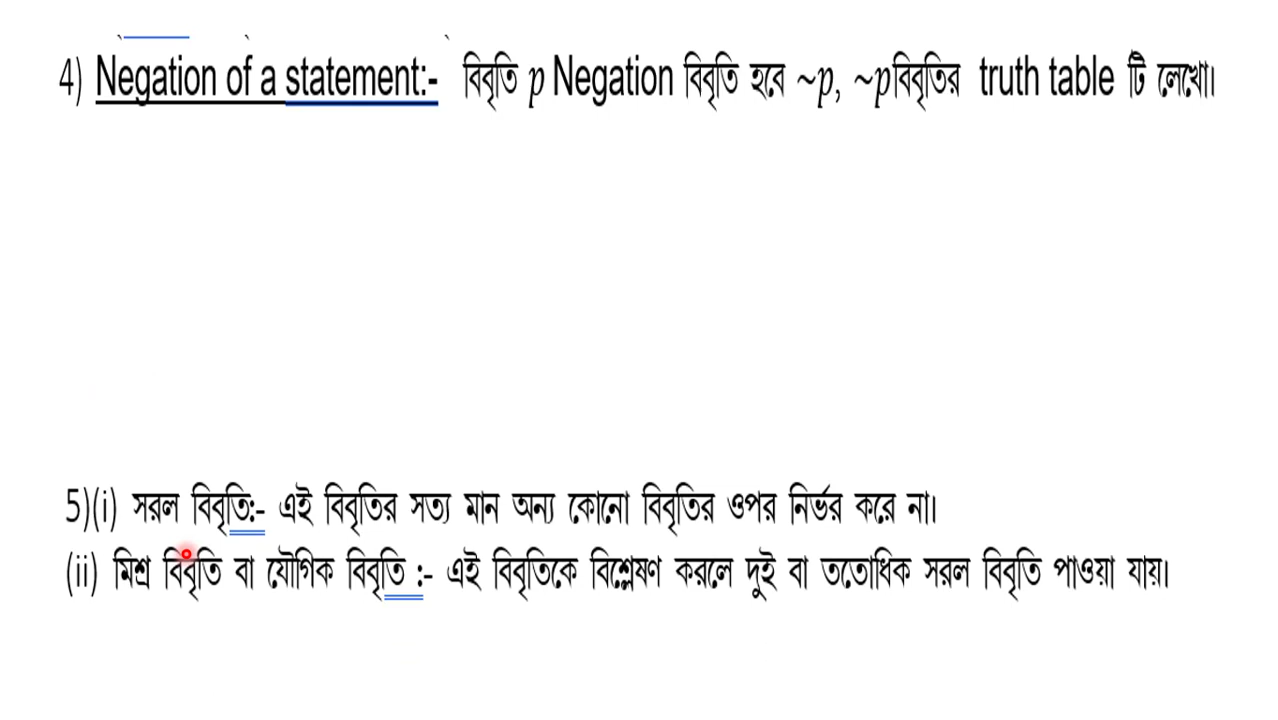 4) Negation of a statement:- বিবৃতি p Negation বিবৃতি হবে ~p, ~pবিবৃতির truth table টি লেখো।
5)(i) সরল বিবৃতি:- এই বিবৃতির সত্য মান অন্য কোনো বিবৃতির ওপর নির্ভর করে না।
(ii) মিশ্র বিবৃতি বা যৌগিক বিবৃতি :- এই বিবৃতিকে বিশ্লেষণ করলে দুই বা ততোধিক সরল বিবৃতি পাওয়া যায়।